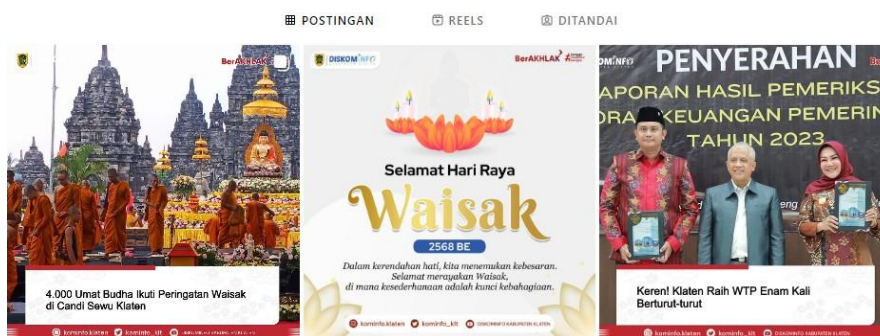 POSTINGAN
REELS
DITANDAI
BerAKHLAK
4.000 Umat Budha Ikuti Peringatan Waisak
di Candi Sewu Klaten
DISKOMINFO
BerAKHLAK
Selamat Hari Raya
Waisak
2568 BE
Dalam kerendahan hati, kita menemukan kebesaran.
Selamat merayakan Waisak,
di mana kesederhanaan adalah kunci kebahagiaan.
kominfo.klaten kominfo_klt DISKOMINFO KABUPATEN KLATEN
OMINFO
PENYERAHAN
APORAN HASIL PEMERIKS
KEUANGAN PEMERIN
TAHUN 2023
Keren! Klaten Raih WTP Enam Kali
Berturut-turut
kominfo.klaten kominfo_klt DISKOMINFO KABUPATEN KLATEN
kominfo.klaten kominfo_klt